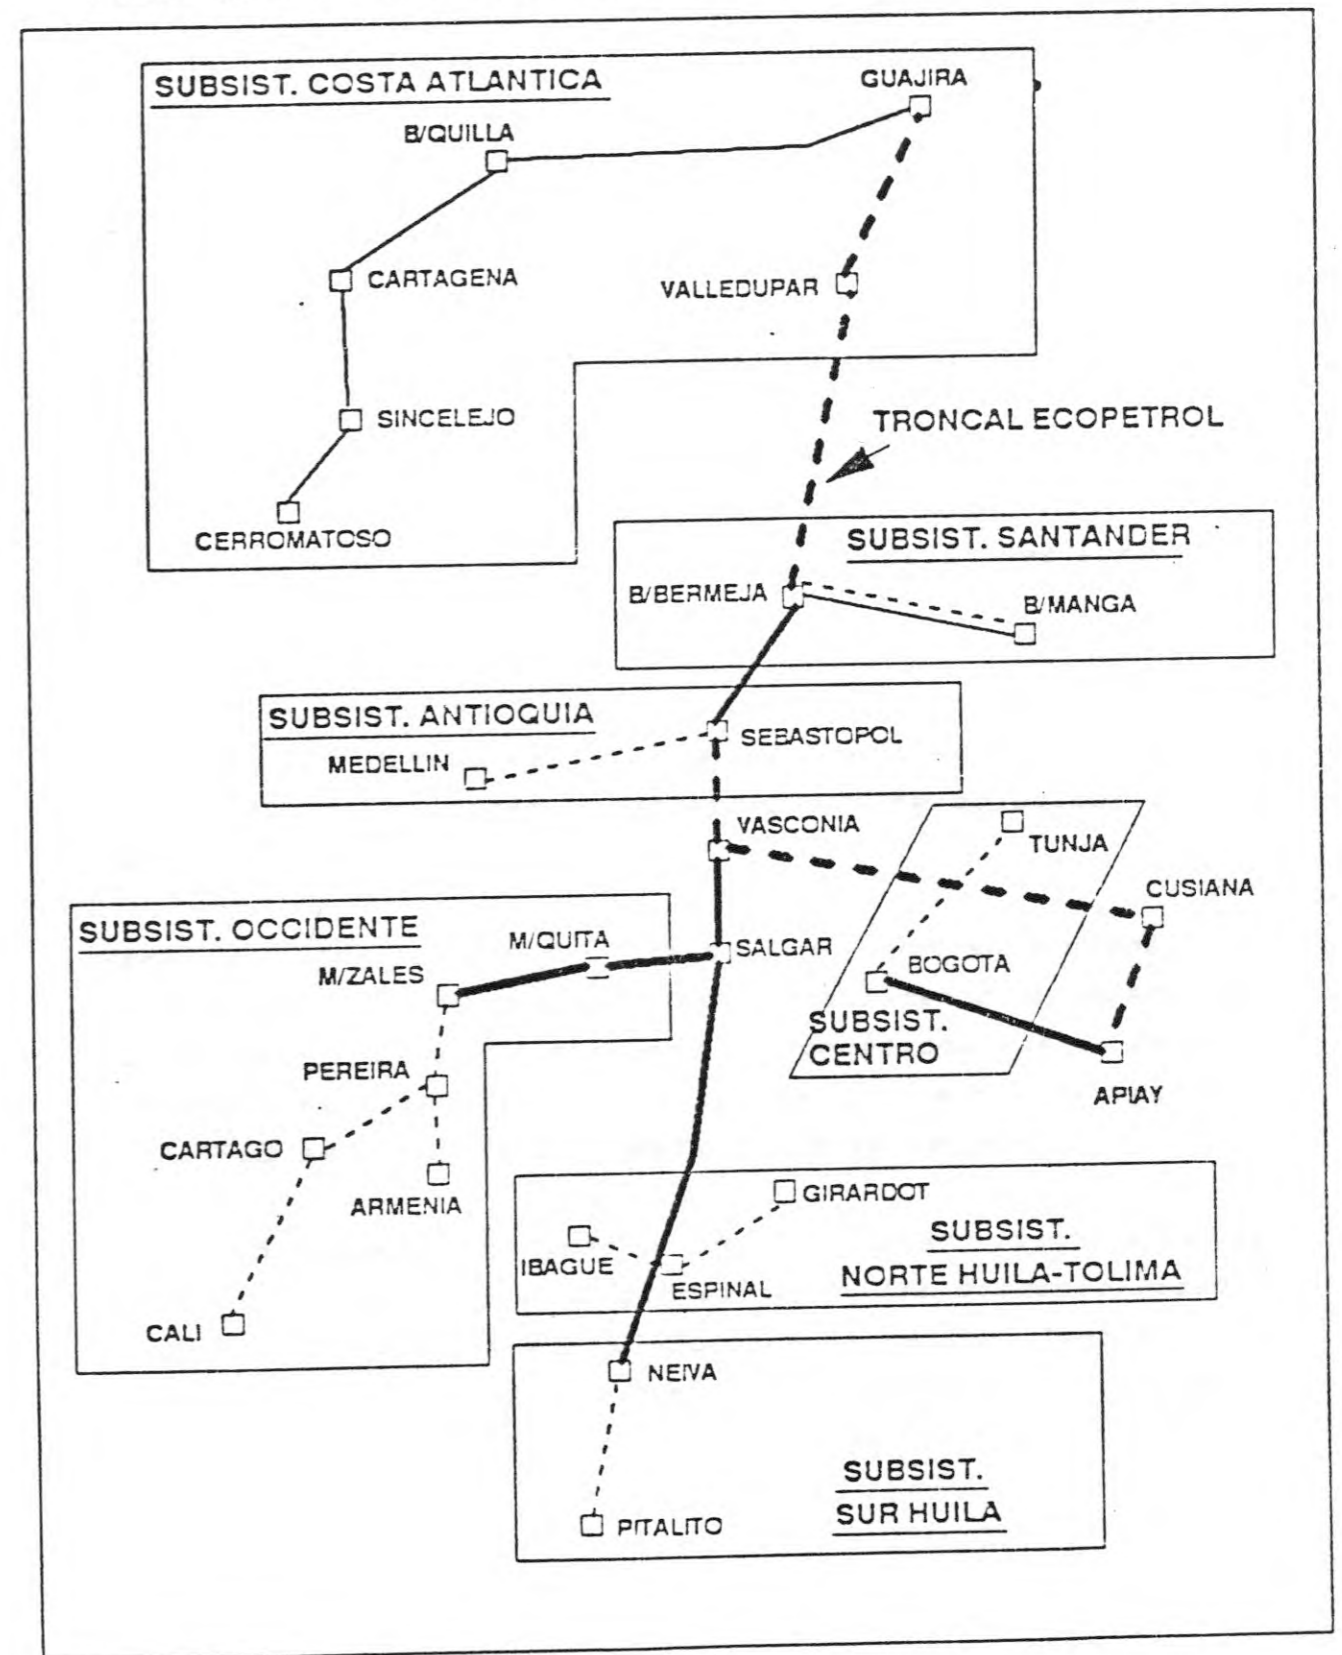 SUBSIST. COSTA ATLANTICA
GUAJIRA
B/QUILLA
CARTAGENA
VALLEDUPAR
SINCELEJO
TRONCAL ECOPETROL
CERROMATOSO
SUBSIST. SANTANDER
B/BERMEJA
B/MANGA
SUBSIST. ANTIOQUIA
SEBASTOPOL
MEDELLIN
VASCONIA
TUNJA
CUSIANA
SUBSIST. OCCIDENTE
M/QUITA
SALGAR
M/ZALES
BOGOTA
SUBSIST.
CENTRO
PEREIRA
APIAY
CARTAGO
ARMENIA
GIRARDOT
IBAGUE
ESPINAL
SUBSIST.
NORTE HUILA-TOLIMA
CALI
NEIVA
SUBSIST.
SUR HUILA
PITALITO